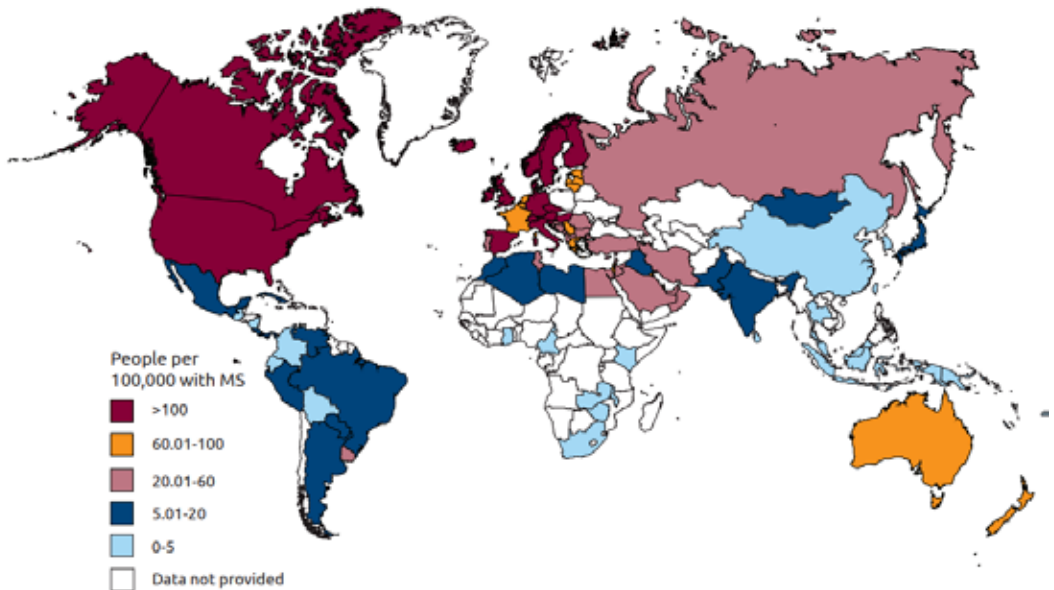 People per
100,000 with MS
>100
60.01-100
20.01-60
5.01-20
0-5
Data not provided